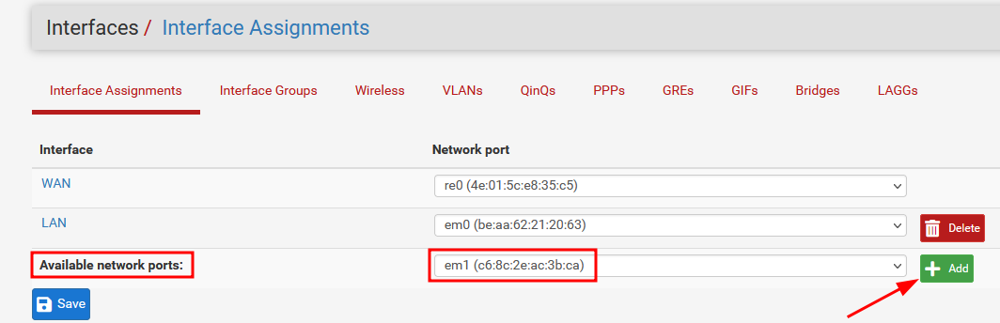 Interfaces / Interface Assignments
Interface Assignments Interface Groups Wireless VLANs QinQs PPPs GREs GIFs Bridges LAGGs
Interface Network port
WAN re0 (4e:01:5c:e8:35:c5)
LAN em0 (be:aa:62:21:20:63) Delete
Available network ports: em1 (c6:8c:2e:ac:3b:ca) Add
Save